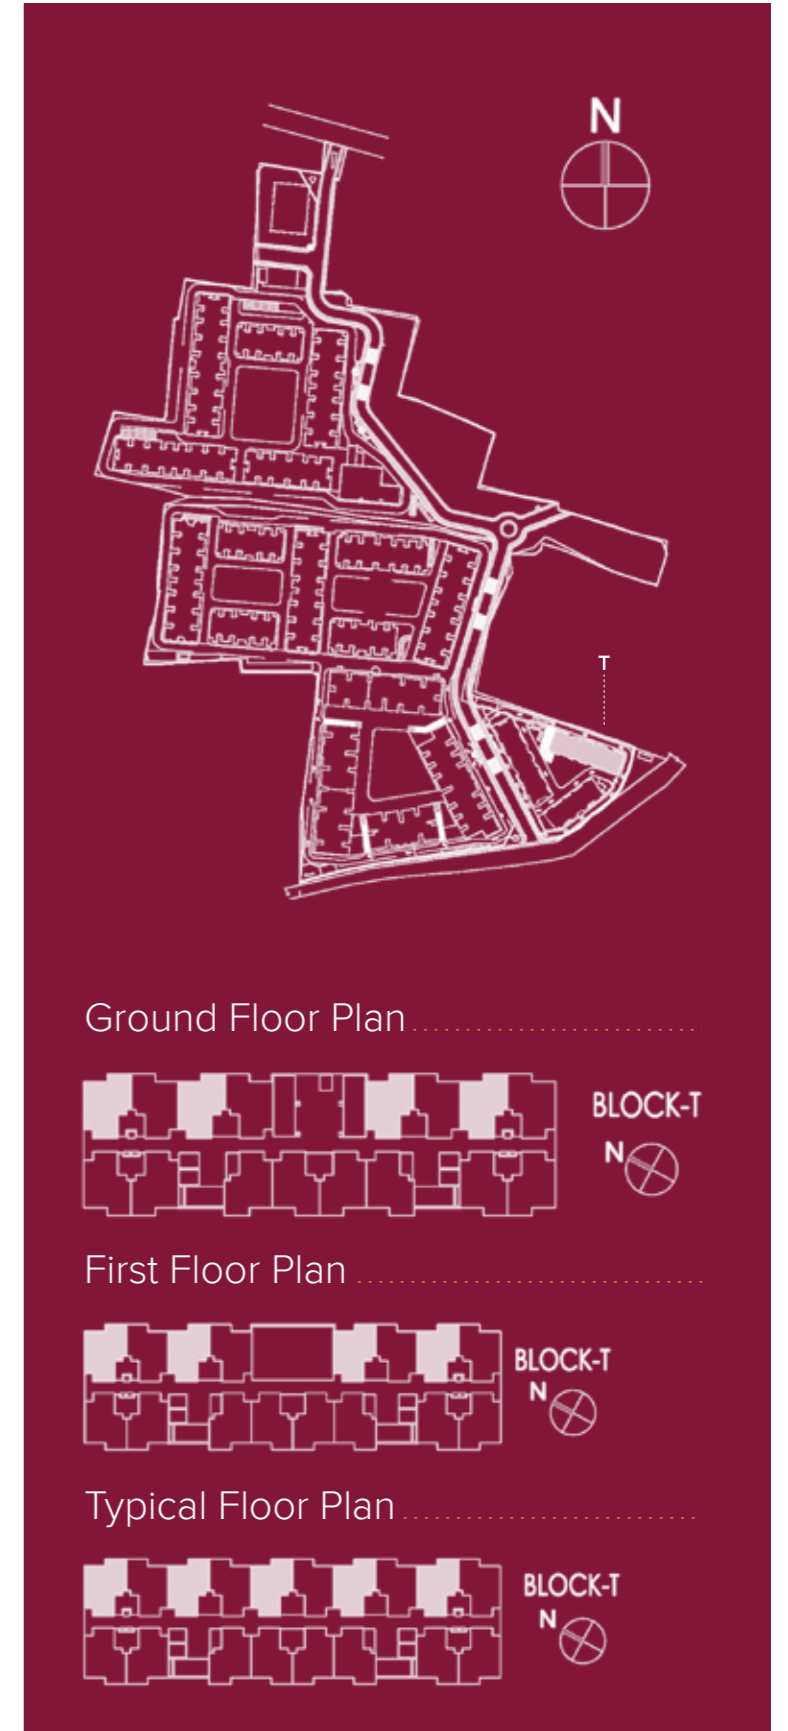 N
T
Ground Floor Plan
BLOCK-T
N
First Floor Plan
BLOCK-T
N
Typical Floor Plan
BLOCK-T
N